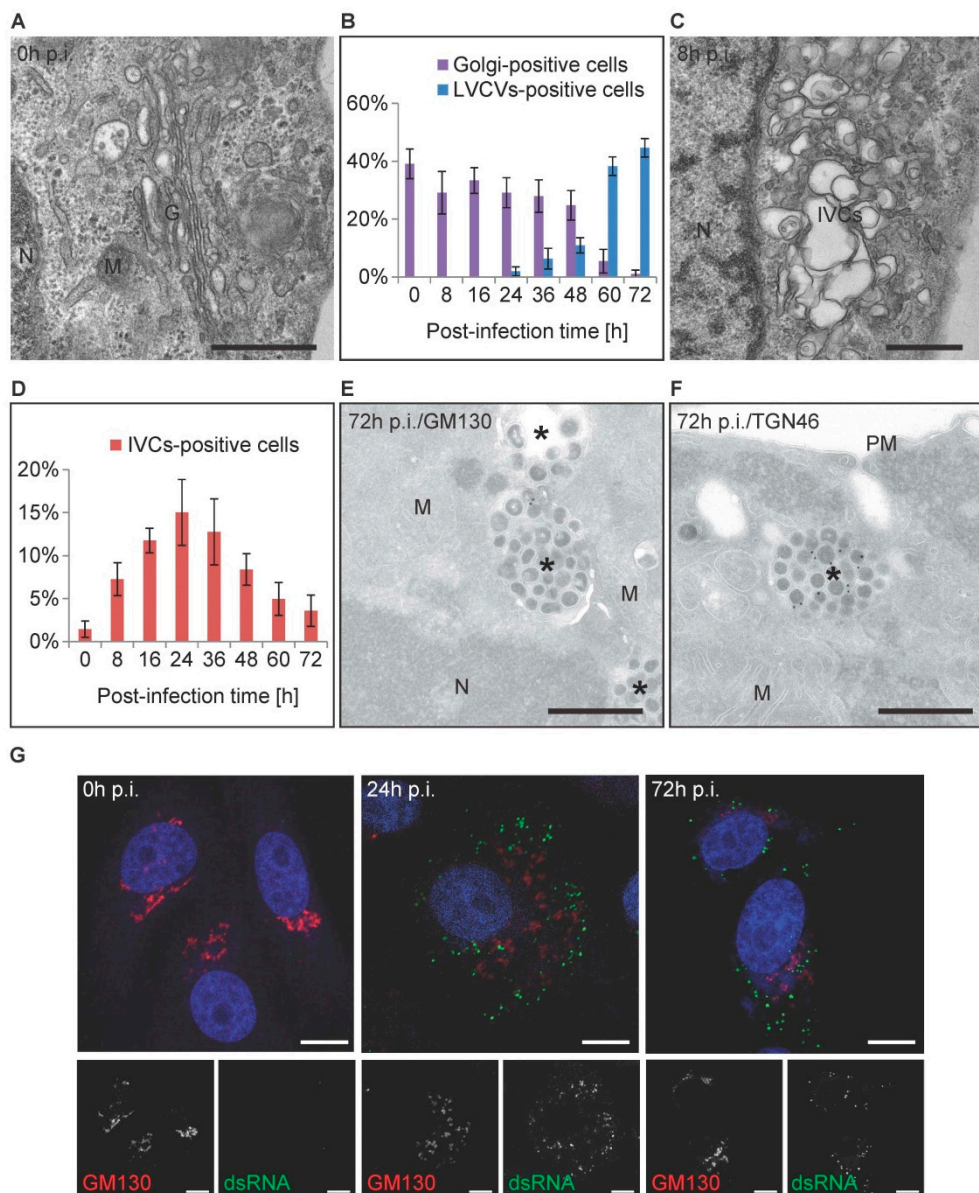 A
0h p.i.
G
N
M
B
Golgi-positive cells
LVCVs-positive cells
60%
40%
20%
0%
0 8 16 24 36 48 60 72
Post-infection time [h]
C
8h p.i.
N
IVCs
D
IVCs-positive cells
20%
15%
10%
5%
0%
0 8 16 24 36 48 60 72
Post-infection time [h]
E
72h p.i./GM130
*
M
*
M
N
*
F
72h p.i./TGN46
PM
*
M
G
0h p.i.
24h p.i.
72h p.i.
GM130 dsRNA GM130 dsRNA GM130 dsRNA